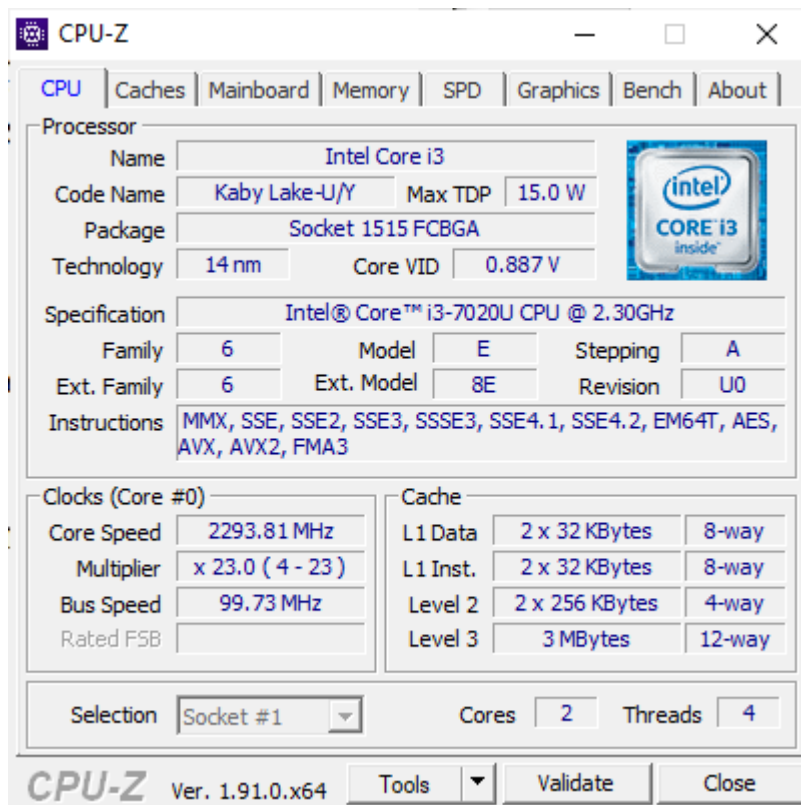 CPU-Z
CPU Caches Mainboard Memory SPD Graphics Bench About
Processor
Name Intel Core i3
Code Name Kaby Lake-U/Y Max TDP 15.0 W
Package Socket 1515 FCBGA
Technology 14 nm Core VID 0.887 V
intel
CORE i3
inside™
Specification Intel® Core™ i3-7020U CPU @ 2.30GHz
Family 6 Model E Stepping A
Ext. Family 6 Ext. Model 8E Revision U0
Instructions MMX, SSE, SSE2, SSE3, SSSE3, SSE4.1, SSE4.2, EM64T, AES,
AVX, AVX2, FMA3
Clocks (Core #0)
Core Speed 2293.81 MHz
Multiplier x 23.0 ( 4 - 23 )
Bus Speed 99.73 MHz
Rated FSB
Cache
L1 Data 2 x 32 KBytes 8-way
L1 Inst. 2 x 32 KBytes 8-way
Level 2 2 x 256 KBytes 4-way
Level 3 3 MBytes 12-way
Selection Socket #1 Cores 2 Threads 4
CPU-Z Ver. 1.91.0.x64 Tools Validate Close